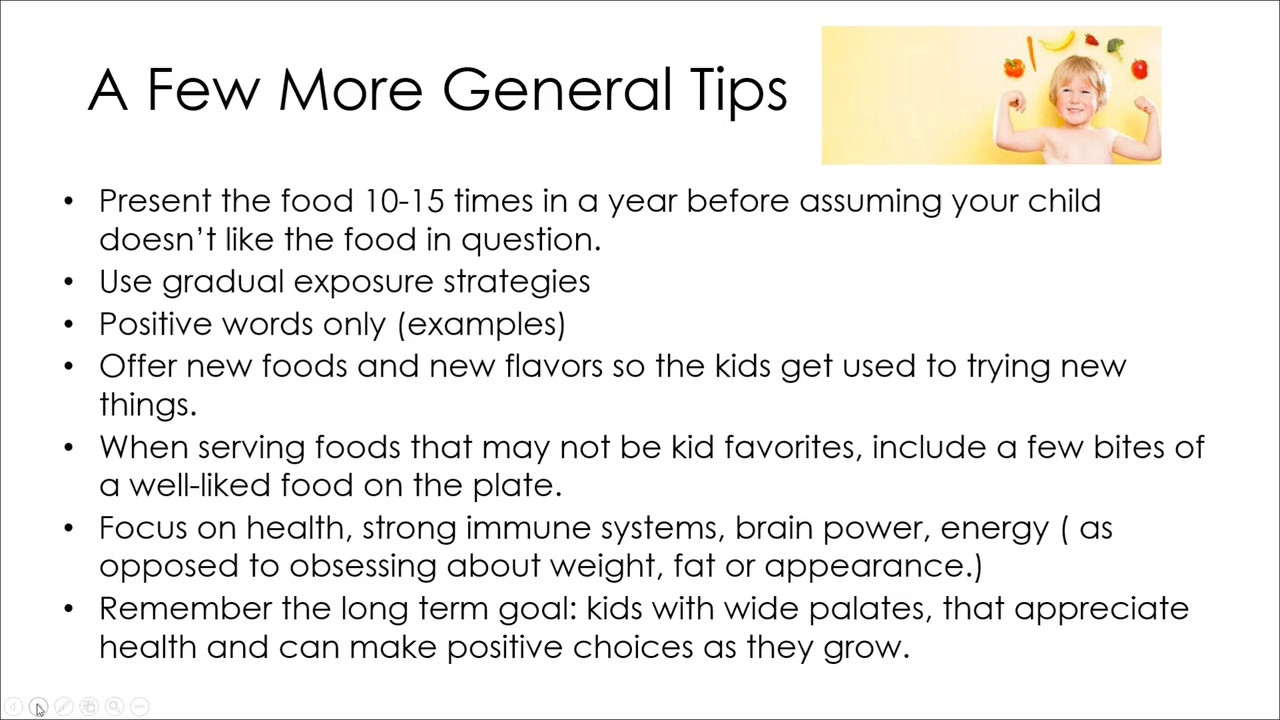 A Few More General Tips
• Present the food 10-15 times in a year before assuming your child
doesn’t like the food in question.
• Use gradual exposure strategies
• Positive words only (examples)
• Offer new foods and new flavors so the kids get used to trying new
things.
• When serving foods that may not be kid favorites, include a few bites of
a well-liked food on the plate.
• Focus on health, strong immune systems, brain power, energy ( as
opposed to obsessing about weight, fat or appearance.)
• Remember the long term goal: kids with wide palates, that appreciate
health and can make positive choices as they grow.